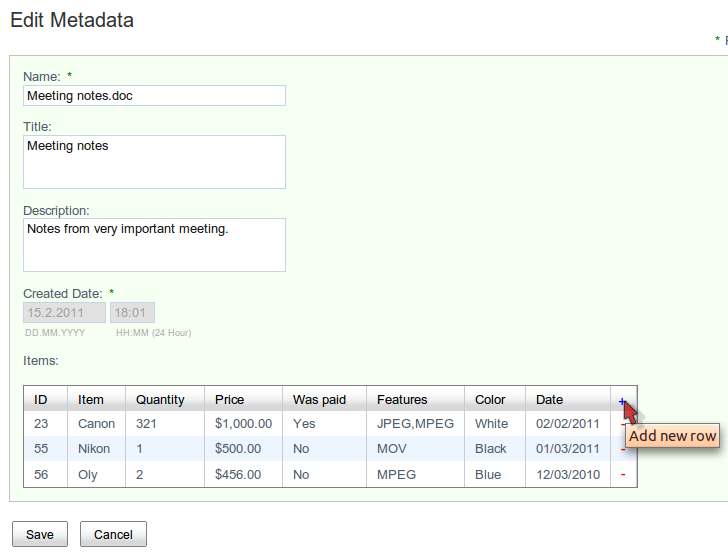 Edit Metadata
*
Name: *
Meeting notes.doc
Title:
Meeting notes
Description:
Notes from very important meeting.
Created Date: *
15.2.2011 18:01
DD.MM.YYYY HH:MM (24 Hour)
Items:
ID Item Quantity Price Was paid Features Color Date +
23 Canon 321 $1,000.00 Yes JPEG,MPEG White 02/02/2011 -
Add new row
55 Nikon 1 $500.00 No MOV Black 01/03/2011 -
56 Oly 2 $456.00 No MPEG Blue 12/03/2010 -
Save Cancel